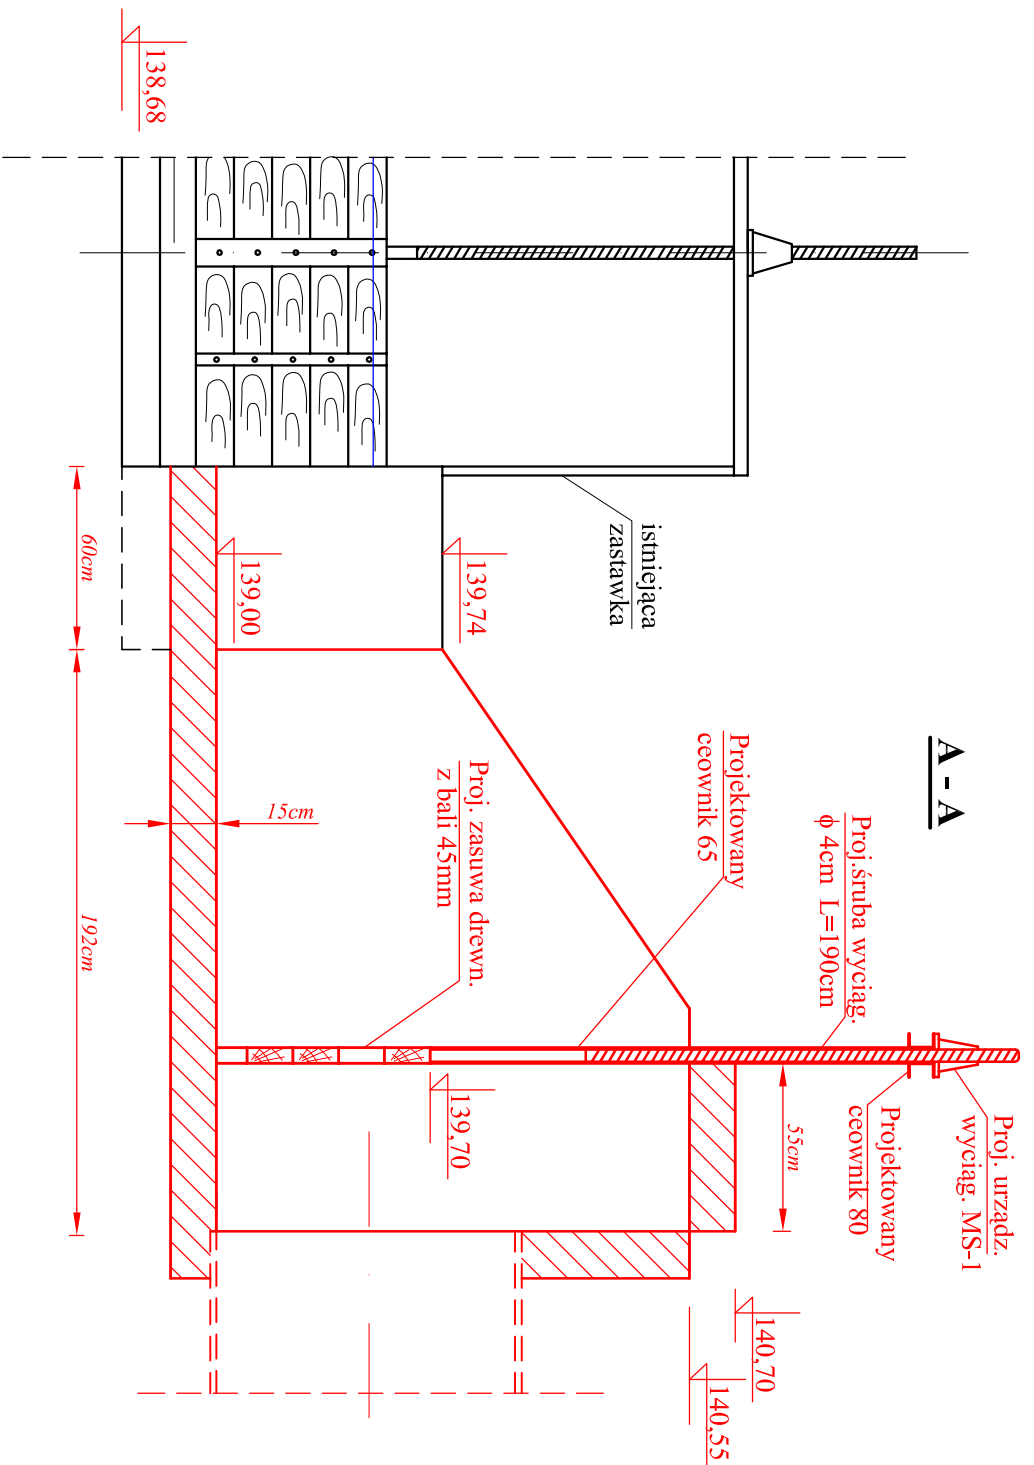 A - A
Proj. urządz.
wyciąg. MS-1
Proj.śruba wyciąg.
ϕ 4cm L=190cm
Projektowany
ceownik 80
Projektowany
ceownik 65
55cm
140,70
140,55
istniejąca
zastawka
139,74
Proj. zasuwa drewn.
z bali 45mm
139,70
139,00
15cm
138,68
60cm
192cm